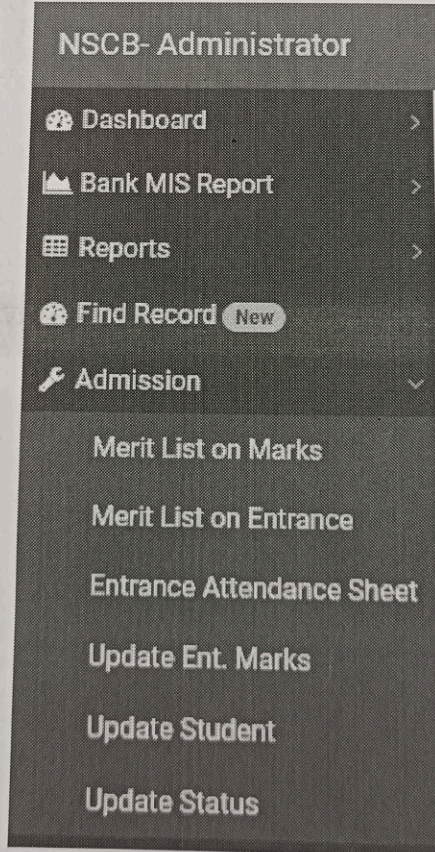 NSCB- Administrator
Dashboard
Bank MIS Report
Reports
Find Record New
Admission
Merit List on Marks
Merit List on Entrance
Entrance Attendance Sheet
Update Ent. Marks
Update Student
Update Status